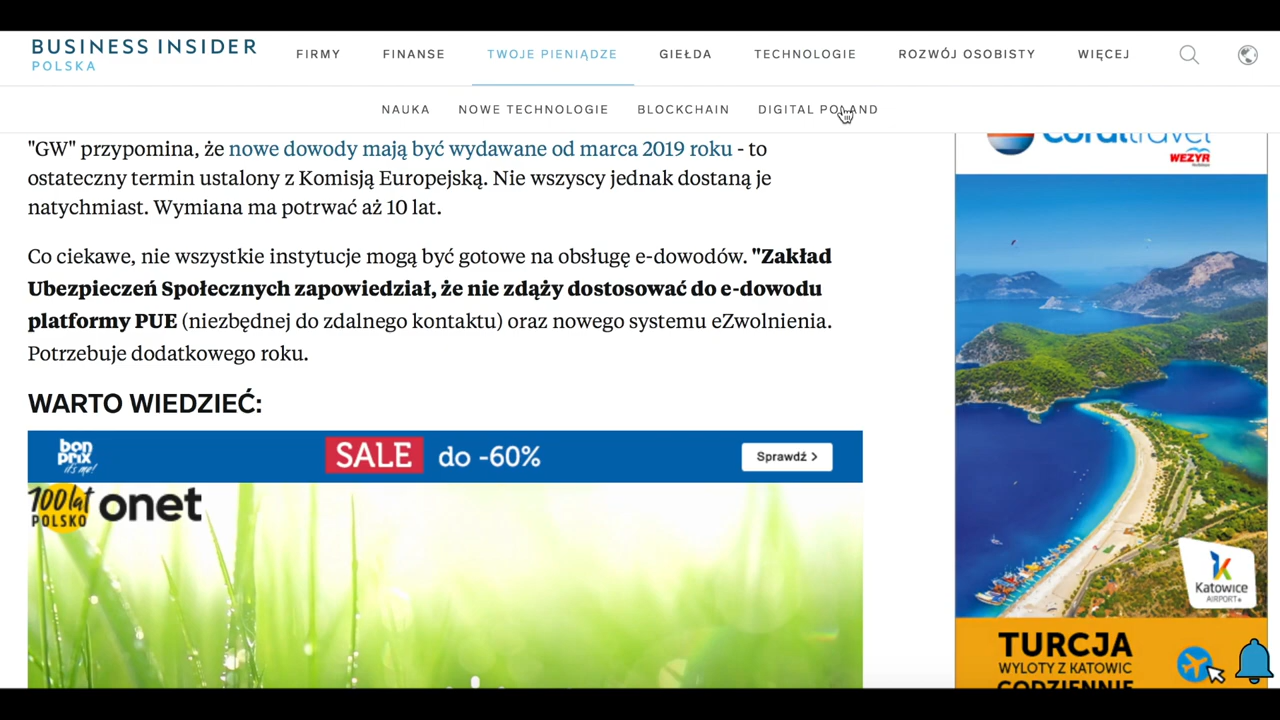 BUSINESS INSIDER
POLSKA
FIRMY FINANSE TWOJE PIENIĄDZE GIEŁDA TECHNOLOGIE ROZWÓJ OSOBISTY WIĘCEJ
NAUKA NOWE TECHNOLOGIE BLOCKCHAIN DIGITAL POLAND
"GW" przypomina, że nowe dowody mają być wydawane od marca 2019 roku - to
ostateczny termin ustalony z Komisją Europejską. Nie wszyscy jednak dostaną je
natychmiast. Wymiana ma potrwać aż 10 lat.
Co ciekawe, nie wszystkie instytucje mogą być gotowe na obsługę e-dowodów. "Zakład
Ubezpieczeń Społecznych zapowiedział, że nie zdąży dostosować do e-dowodu
platformy PUE (niezbędnej do zdalnego kontaktu) oraz nowego systemu eZwolnienia.
Potrzebuje dodatkowego roku.
WARTO WIEDZIEĆ:
bon prix it's me! SALE do -60% Sprawdź >
100 lat POLSKO onet
coral travel
WEZYR
Katowice
AIRPORT
TURCJA
WYLOTY Z KATOWIC
CODZIENNIE